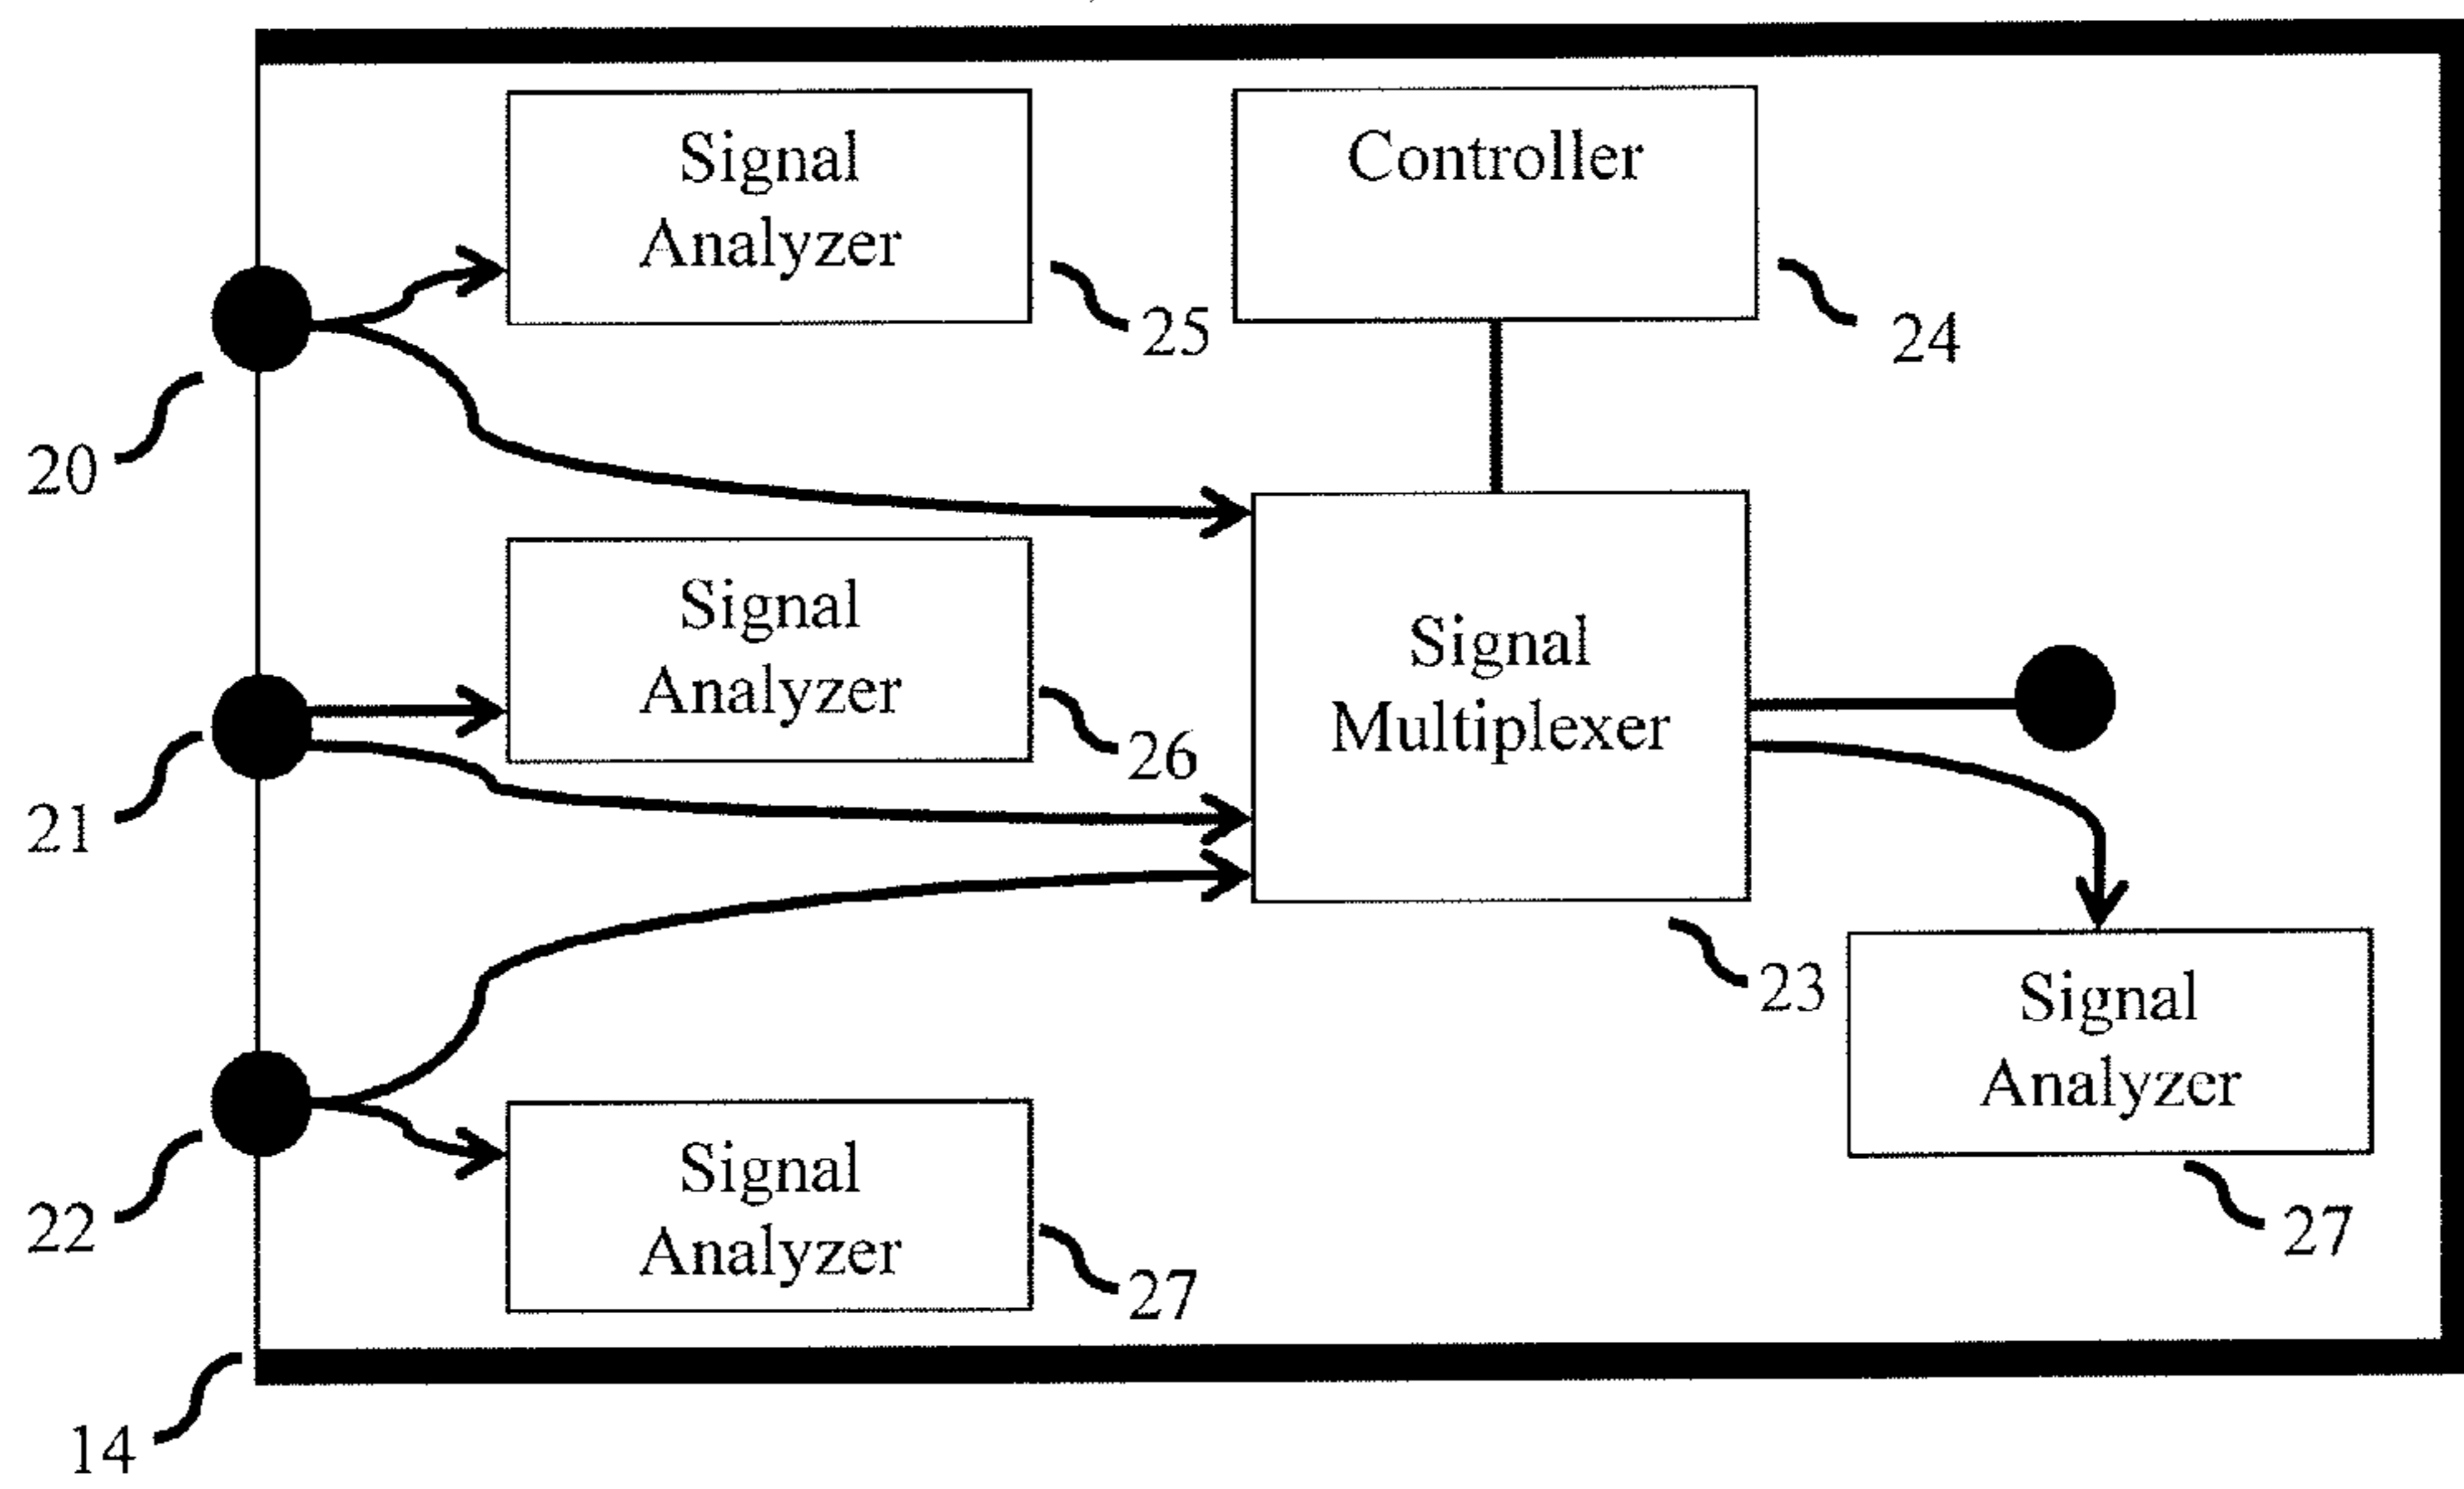 Signal
Analyzer
25
Controller
24
20
Signal
Analyzer
26
21
Signal
Multiplexer
23
Signal
Analyzer
27
22
Signal
Analyzer
27
14